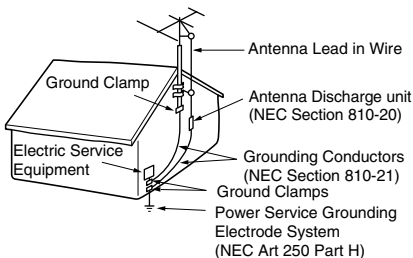 Antenna Lead in Wire
Ground Clamp
Antenna Discharge unit
(NEC Section 810-20)
Electric Service
Equipment
Grounding Conductors
(NEC Section 810-21)
Ground Clamps
Power Service Grounding
Electrode System
(NEC Art 250 Part H)